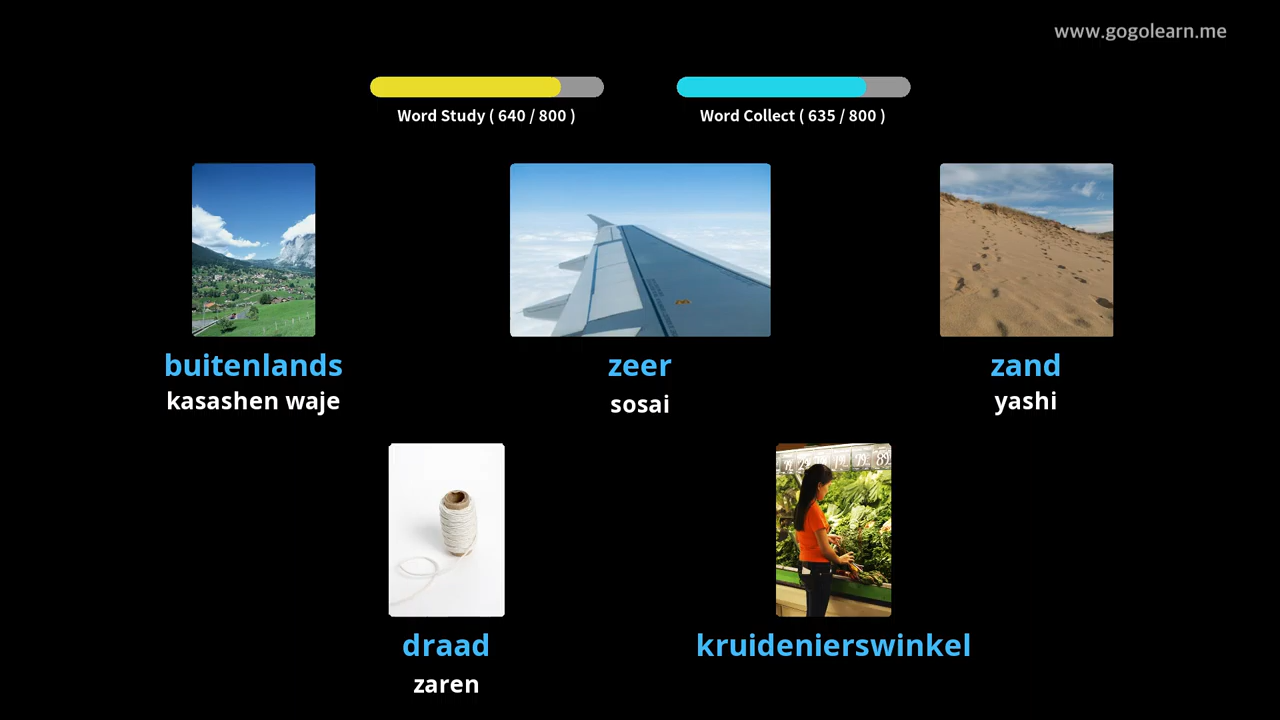 www.gogolearn.me
Word Study ( 640 / 800 )
Word Collect ( 635 / 800 )
buitenlands
kasashen waje
zeer
sosai
zand
yashi
draad
zaren
kruidenierswinkel